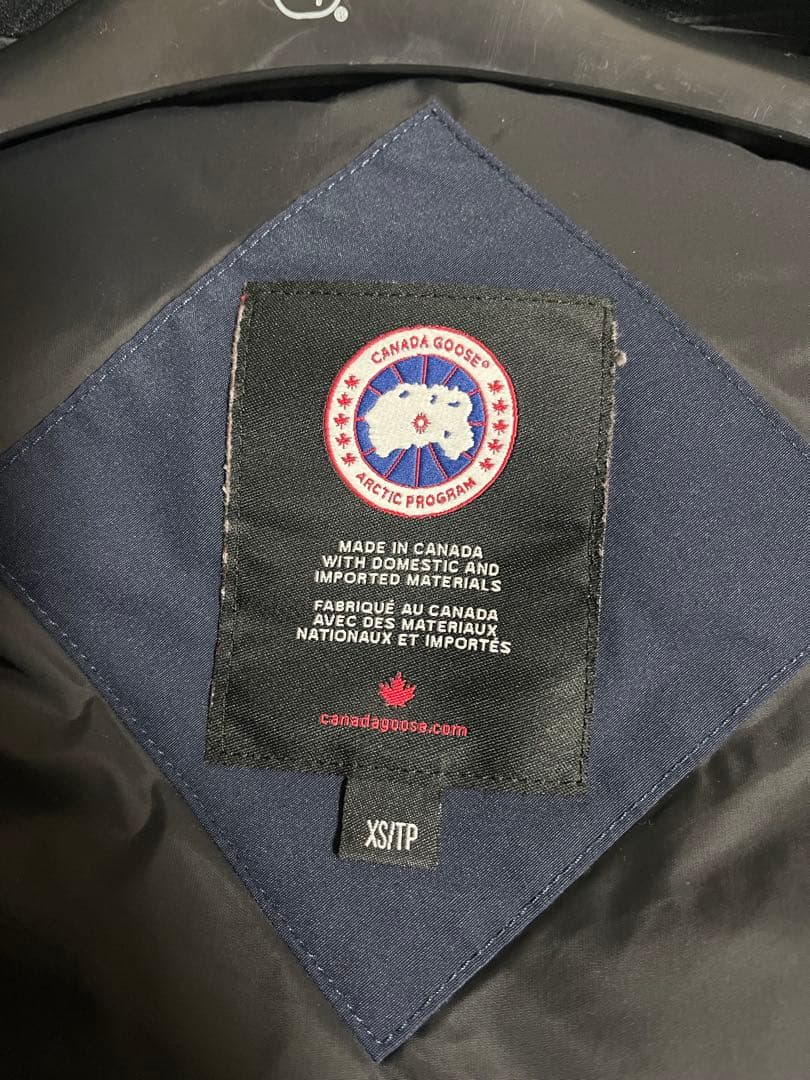 CANADA GOOSE®
ARCTIC PROGRAM
MADE IN CANADA
WITH DOMESTIC AND
IMPORTED MATERIALS
FABRIQUÉ AU CANADA
AVEC DES MATERIAUX
NATIONAUX ET IMPORTÉS
canadagoose.com
XS/TP